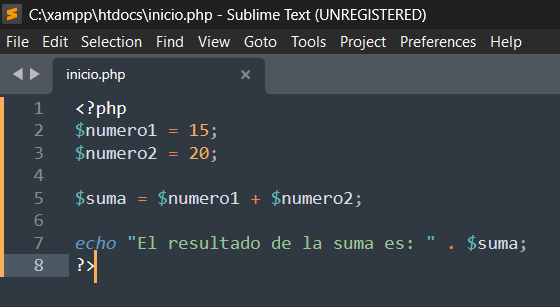 C:\xampp\htdocs\inicio.php - Sublime Text (UNREGISTERED)
File Edit Selection Find View Goto Tools Project Preferences Help
inicio.php
1 <?php
2 $numero1 = 15;
3 $numero2 = 20;
4
5 $suma = $numero1 + $numero2;
6
7 echo "El resultado de la suma es: " . $suma;
8 ?>